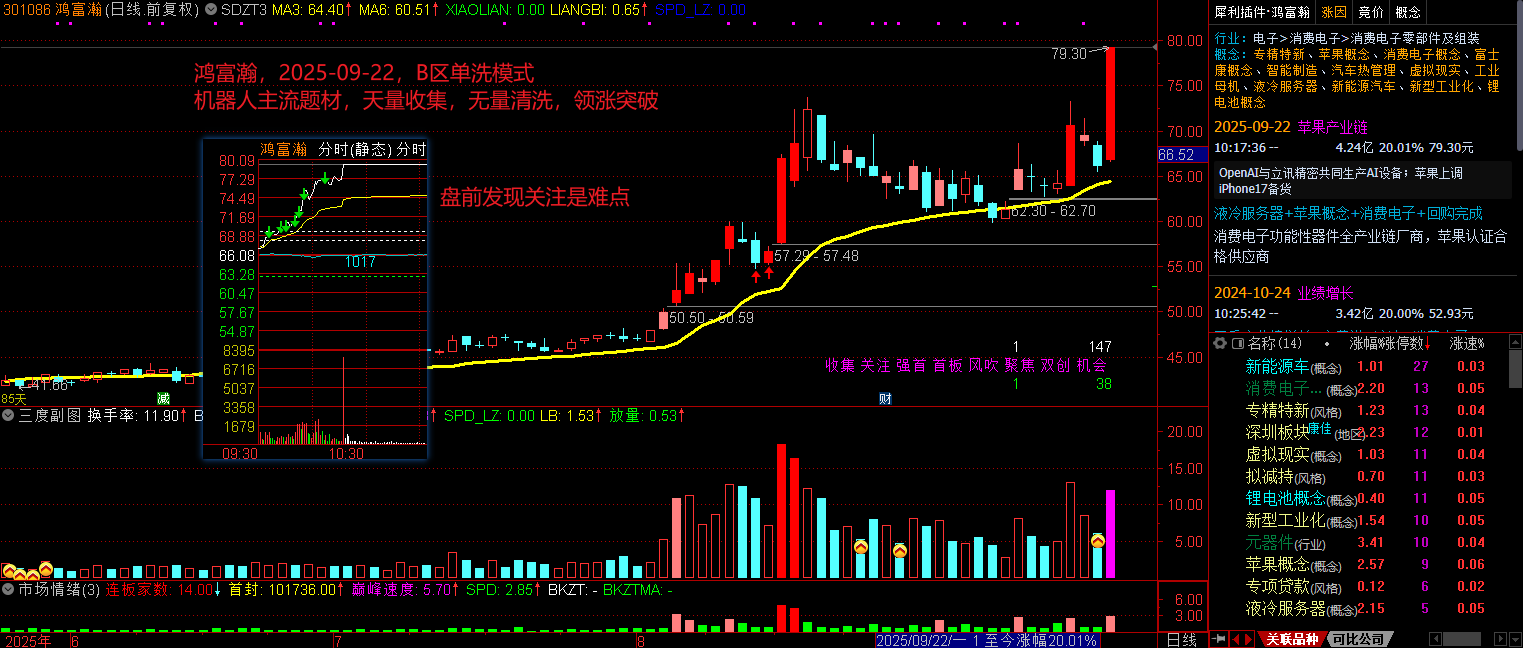 301086 鸿富瀚(日线.前复权) SDZT3 MA3: 64.40↑ MA6: 60.51↑ XIAOLIAN: 0.00 LIANGBI: 0.65↑ SPD_LZ: 0.00
鸿富瀚，2025-09-22，B区单洗模式
机器人主流题材，天量收集，无量清洗，领涨突破
盘前发现关注是难点
鸿富瀚 分时(静态) 分时
80.09
77.29
74.49
71.69
68.88
66.08
63.28
60.47
57.67
54.87
8395
6716
5037
3358
1679
1017
09:30 10:30
79.30
62.30 - 62.70
57.29 - 57.48
50.50 - 50.59
41.66
85天
减
财
1 147
收集 关注 强首 首板 风吹 聚焦 双创 机会
1 38
80.00
75.00
70.00
66.52
65.00
60.00
55.00
50.00
45.00
三度副图 换手率: 11.90↑ B
↑ SPD_LZ: 0.00 LB: 1.53↑ 放量: 0.53↑
20.00
15.00
10.00
5.00
市场情绪(3) 连板家数: 14.00↓ 首封: 101736.00↑ 巅峰速度: 5.70↑ SPD: 2.85↑ BKZT: - BKZTMA: -
6.00
3.00
2025年 6 7 8 2025/09/22/一 1 至今涨幅20.01% 日线
犀利插件·鸿富瀚 涨因 竞价 概念
行业: 电子>消费电子>消费电子零部件及组装
概念: 专精特新、苹果概念、消费电子概念、富士
康概念、智能制造、汽车热管理、虚拟现实、工业
母机、液冷服务器、新能源汽车、新型工业化、锂
电池概念
2025-09-22 苹果产业链
10:17:36 -- 4.24亿 20.01% 79.30元
OpenAI与立讯精密共同生产AI设备；苹果上调
iPhone17备货
液冷服务器+苹果概念+消费电子+回购完成
消费电子功能性器件全产业链厂商，苹果认证合
格供应商
2024-10-24 业绩增长
10:25:42 -- 3.42亿 20.00% 52.93元
名称(14) • 涨幅% 涨停数↓ 涨速%
新能源车(概念) 1.01 27 0.03
消费电子...(概念) 2.20 13 0.05
专精特新(风格) 1.23 13 0.04
深圳板块康佳(地区) 2.23 12 0.01
虚拟现实(概念) 1.03 11 0.04
拟减持(风格) 0.70 11 0.03
锂电池概念(概念) 0.40 11 0.05
新型工业化(概念) 1.54 10 0.05
元器件(行业) 3.41 10 0.04
苹果概念(概念) 2.57 9 0.06
专项贷款(风格) 0.12 6 0.02
液冷服务器(概念) 2.15 5 0.05
关联品种 可比公司